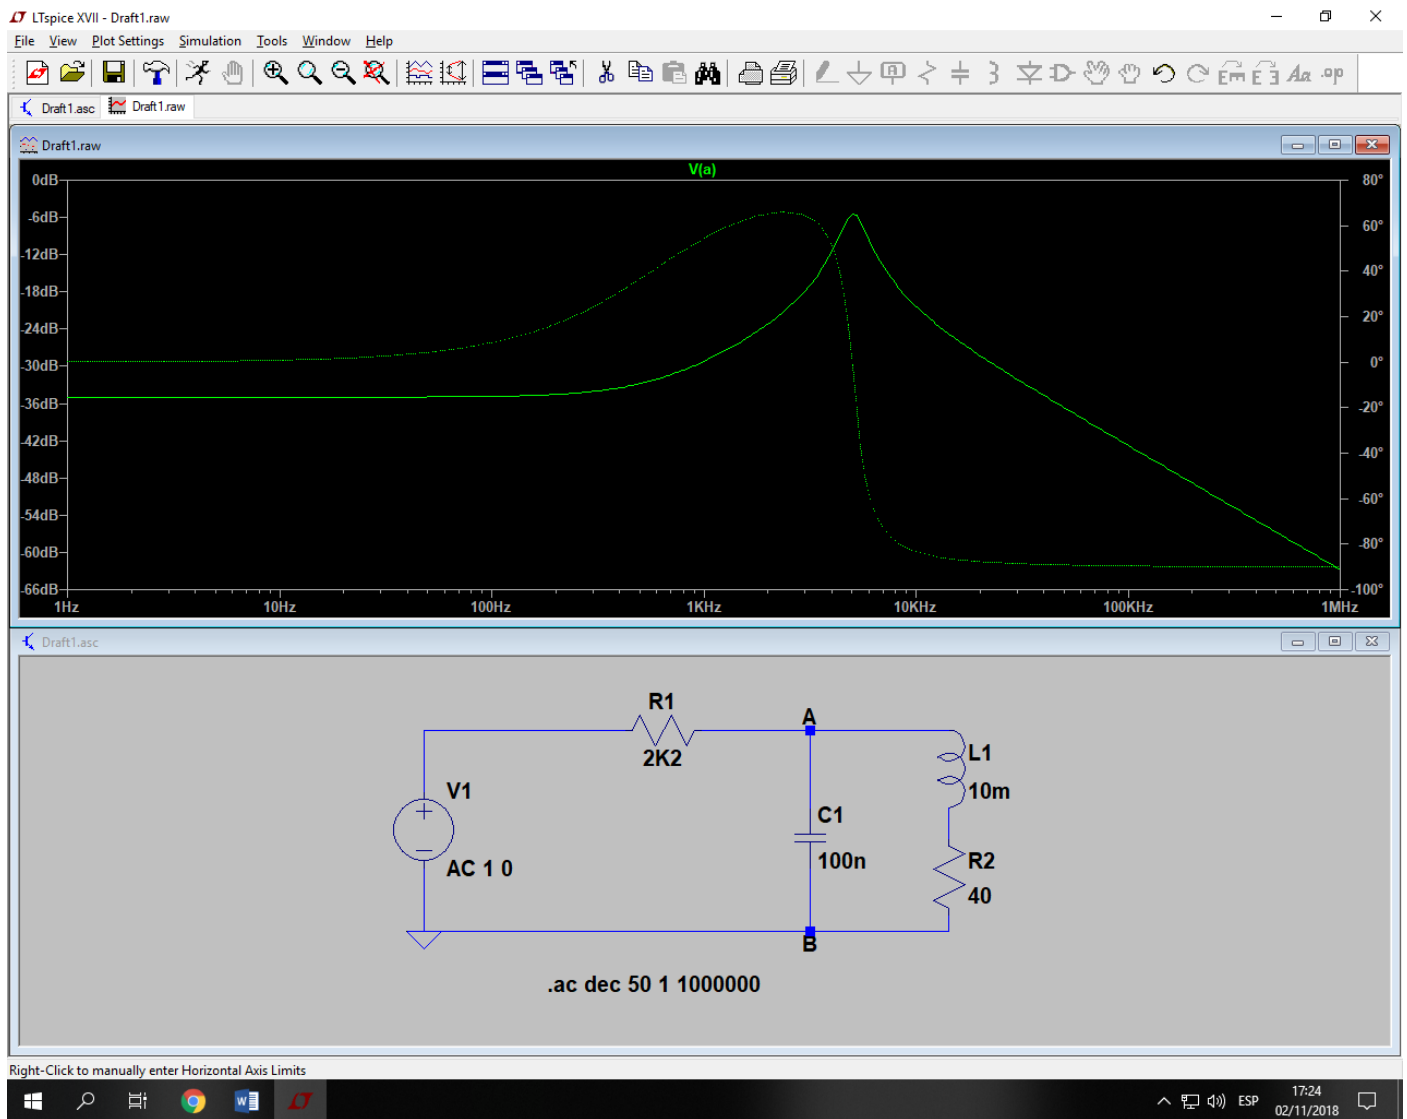 LTspice XVII - Draft1.raw
File View Plot Settings Simulation Tools Window Help
Draft1.asc Draft1.raw
Draft1.raw
V(a)
0dB 80°
-6dB 60°
-12dB 40°
-18dB 20°
-24dB 0°
-30dB -20°
-36dB -40°
-42dB -60°
-48dB -80°
-54dB -100°
-60dB
-66dB
1Hz 10Hz 100Hz 1KHz 10KHz 100KHz 1MHz
Draft1.asc
R1
2K2
A
L1
10m
V1
AC 1 0
C1
100n
R2
40
B
.ac dec 50 1 1000000
Right-Click to manually enter Horizontal Axis Limits
ESP
17:24
02/11/2018